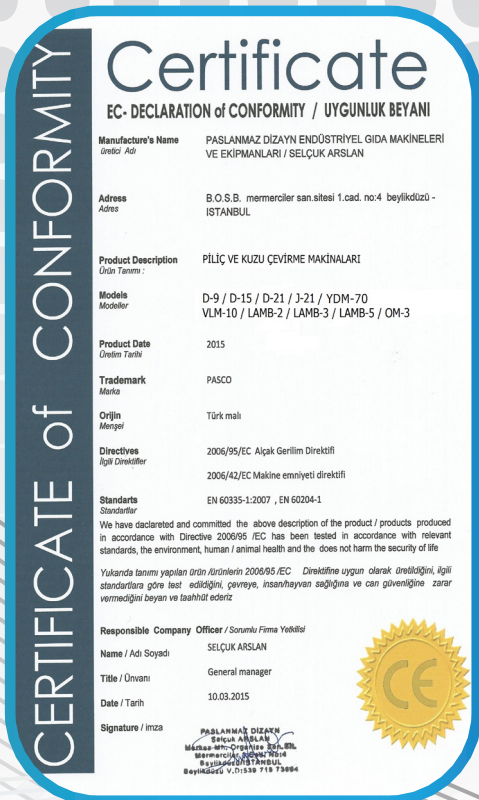 CERTIFICATE of CONFORMITY
Certificate
EC- DECLARATION of CONFORMITY / UYGUNLUK BEYANI
Manufacture's Name
üretici Adı
PASLANMAZ DİZAYN ENDÜSTRİYEL GIDA MAKİNELERİ
VE EKİPMANLARI / SELÇUK ARSLAN
Adress
Adres
B.O.S.B. mermerciler san.sitesi 1.cad. no:4 beylikdüzü -
ISTANBUL
Product Description
Ürün Tanımı :
PİLİÇ VE KUZU ÇEVİRME MAKİNALARI
Models
Modeller
D-9 / D-15 / D-21 / J-21 / YDM-70
VLM-10 / LAMB-2 / LAMB-3 / LAMB-5 / OM-3
Product Date
Üretim Tarihi
2015
Trademark
Marka
PASCO
Orijin
Menşei
Türk malı
Directives
İlgili Direktifler
2006/95/EC Alçak Gerilim Direktifi
2006/42/EC Makine emniyeti direktifi
Standarts
Standartlar
EN 60335-1:2007 , EN 60204-1
We have daclareted and committed the above description of the product / products produced
in accordance with Directive 2006/95 /EC has been tested in accordance with relevant
standards, the environment, human / animal health and the does not harm the security of life
Yukarıda tanımı yapılan ürün /ürünlerin 2006/95 /EC Direktifine uygun olarak üretildiğini, ilgili
standartlara göre test edildiğini, çevreye, insan/hayvan sağlığına ve can güvenliğine zarar
vermediğini beyan ve taahhüt ederiz
Responsible Company Officer / Sorumlu Firma Yetkilisi
Name / Adı Soyadı
SELÇUK ARSLAN
Title / Ünvanı
General manager
Date / Tarih
10.03.2015
Signature / imza
PASLANMAZ DİZAYN
Selçuk ARSLAN
Merkez Mh. Organize San.
Mermerciler
Beylikdüzü/İSTANBUL
Beylikdüzü V.D:
CE